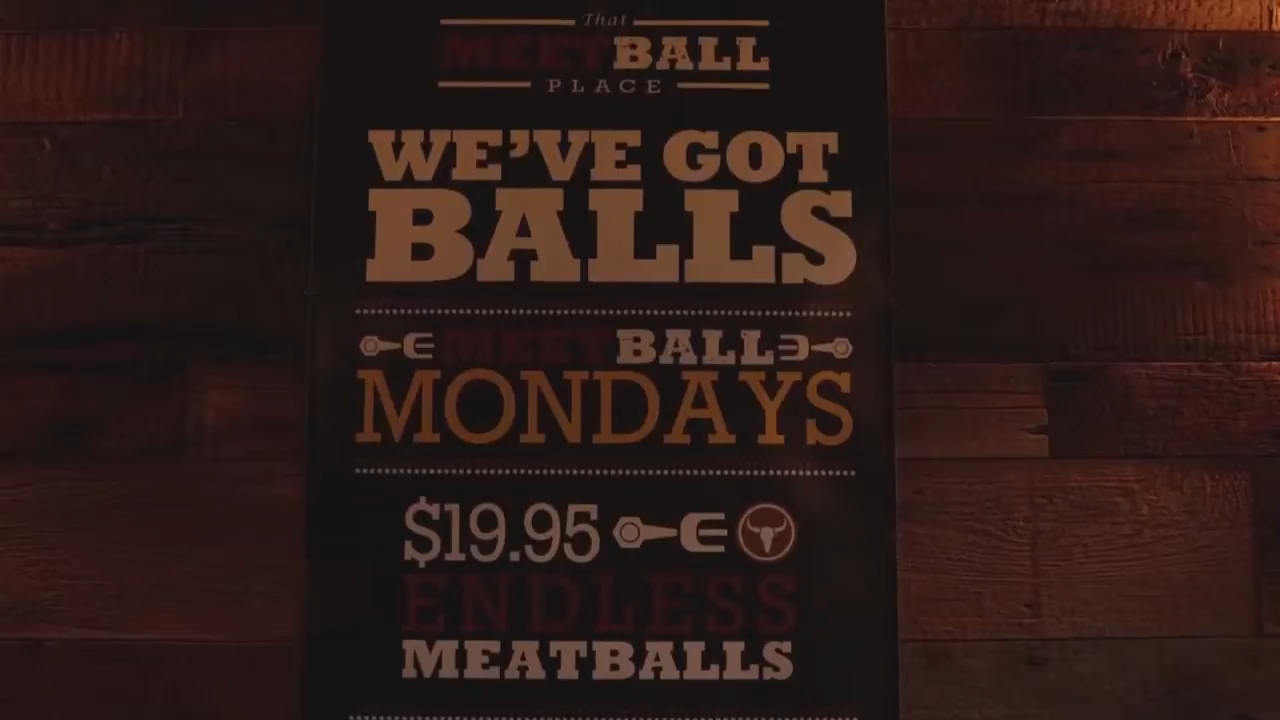 That
MEETBALL
PLACE
WE'VE GOT
BALLS
MEETBALL
MONDAYS
$19.95
ENDLESS
MEATBALLS